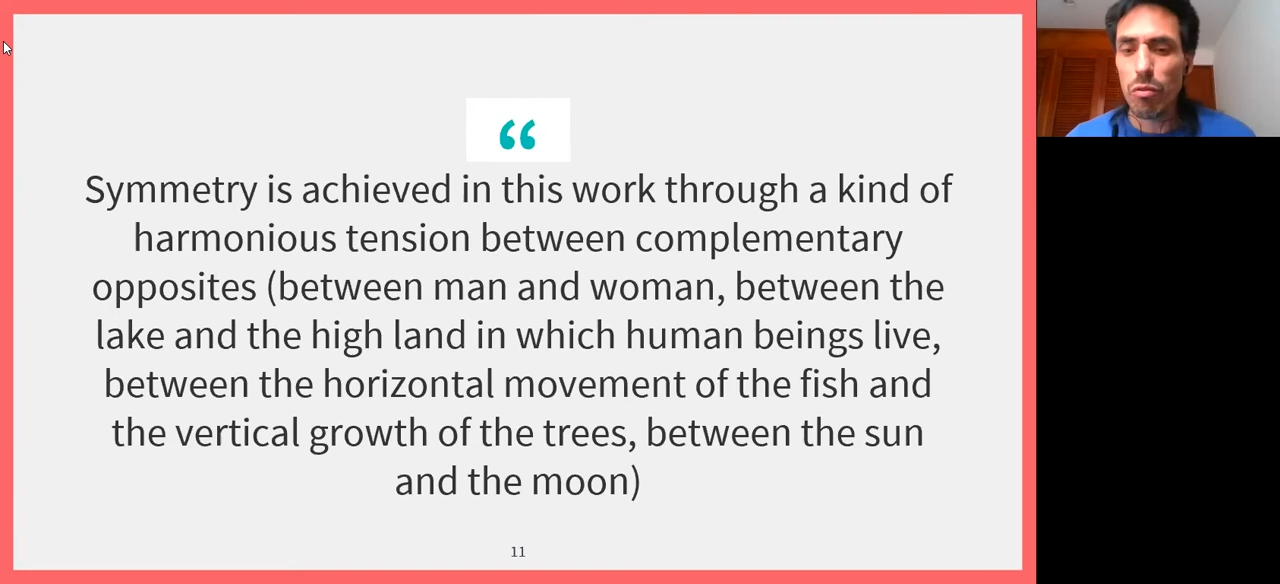 “
Symmetry is achieved in this work through a kind of
harmonious tension between complementary
opposites (between man and woman, between the
lake and the high land in which human beings live,
between the horizontal movement of the fish and
the vertical growth of the trees, between the sun
and the moon)
11